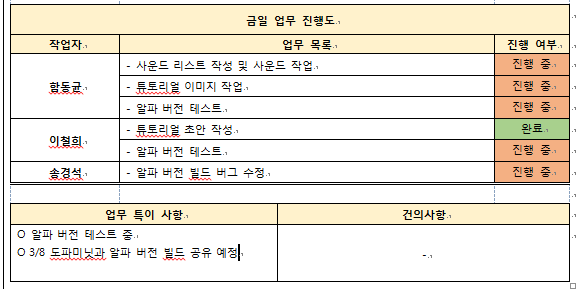 금일 업무 진행도
작업자 업무 목록 진행 여부
함동균 - 사운드 리스트 작성 및 사운드 작업 진행 중
- 튜토리얼 이미지 작업 진행 중
- 알파 버전 테스트 진행 중
이철희 - 튜토리얼 초안 작성 완료
- 알파 버전 테스트 진행 중
송경석 - 알파 버전 빌드 버그 수정 진행 중
업무 특이 사항 건의사항
O 알파 버전 테스트 중
O 3/8 도파미닛과 알파 버전 빌드 공유 예정
-